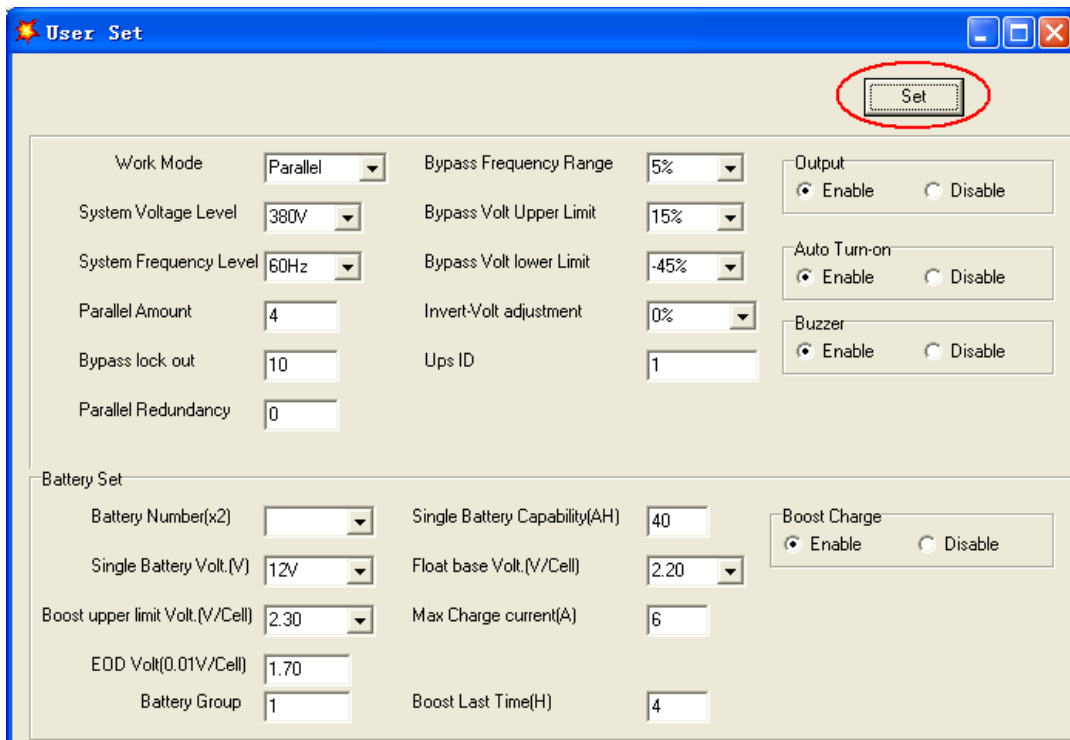 User Set
Set
Work Mode Parallel Bypass Frequency Range 5% Output
Enable Disable
System Voltage Level 380V Bypass Volt Upper Limit 15%
Auto Turn-on
System Frequency Level 60Hz Bypass Volt lower Limit -45% Enable Disable
Parallel Amount 4 Invert-Volt adjustment 0%
Buzzer
Bypass lock out 10 Ups ID 1 Enable Disable
Parallel Redundancy 0
Battery Set
Battery Number(x2) Single Battery Capability(AH) 40 Boost Charge
Enable Disable
Single Battery Volt.(V) 12V Float base Volt.(V/Cell) 2.20
Boost upper limit Volt.(V/Cell) 2.30 Max Charge current(A) 6
EOD Volt(0.01V/Cell) 1.70
Battery Group 1 Boost Last Time(H) 4